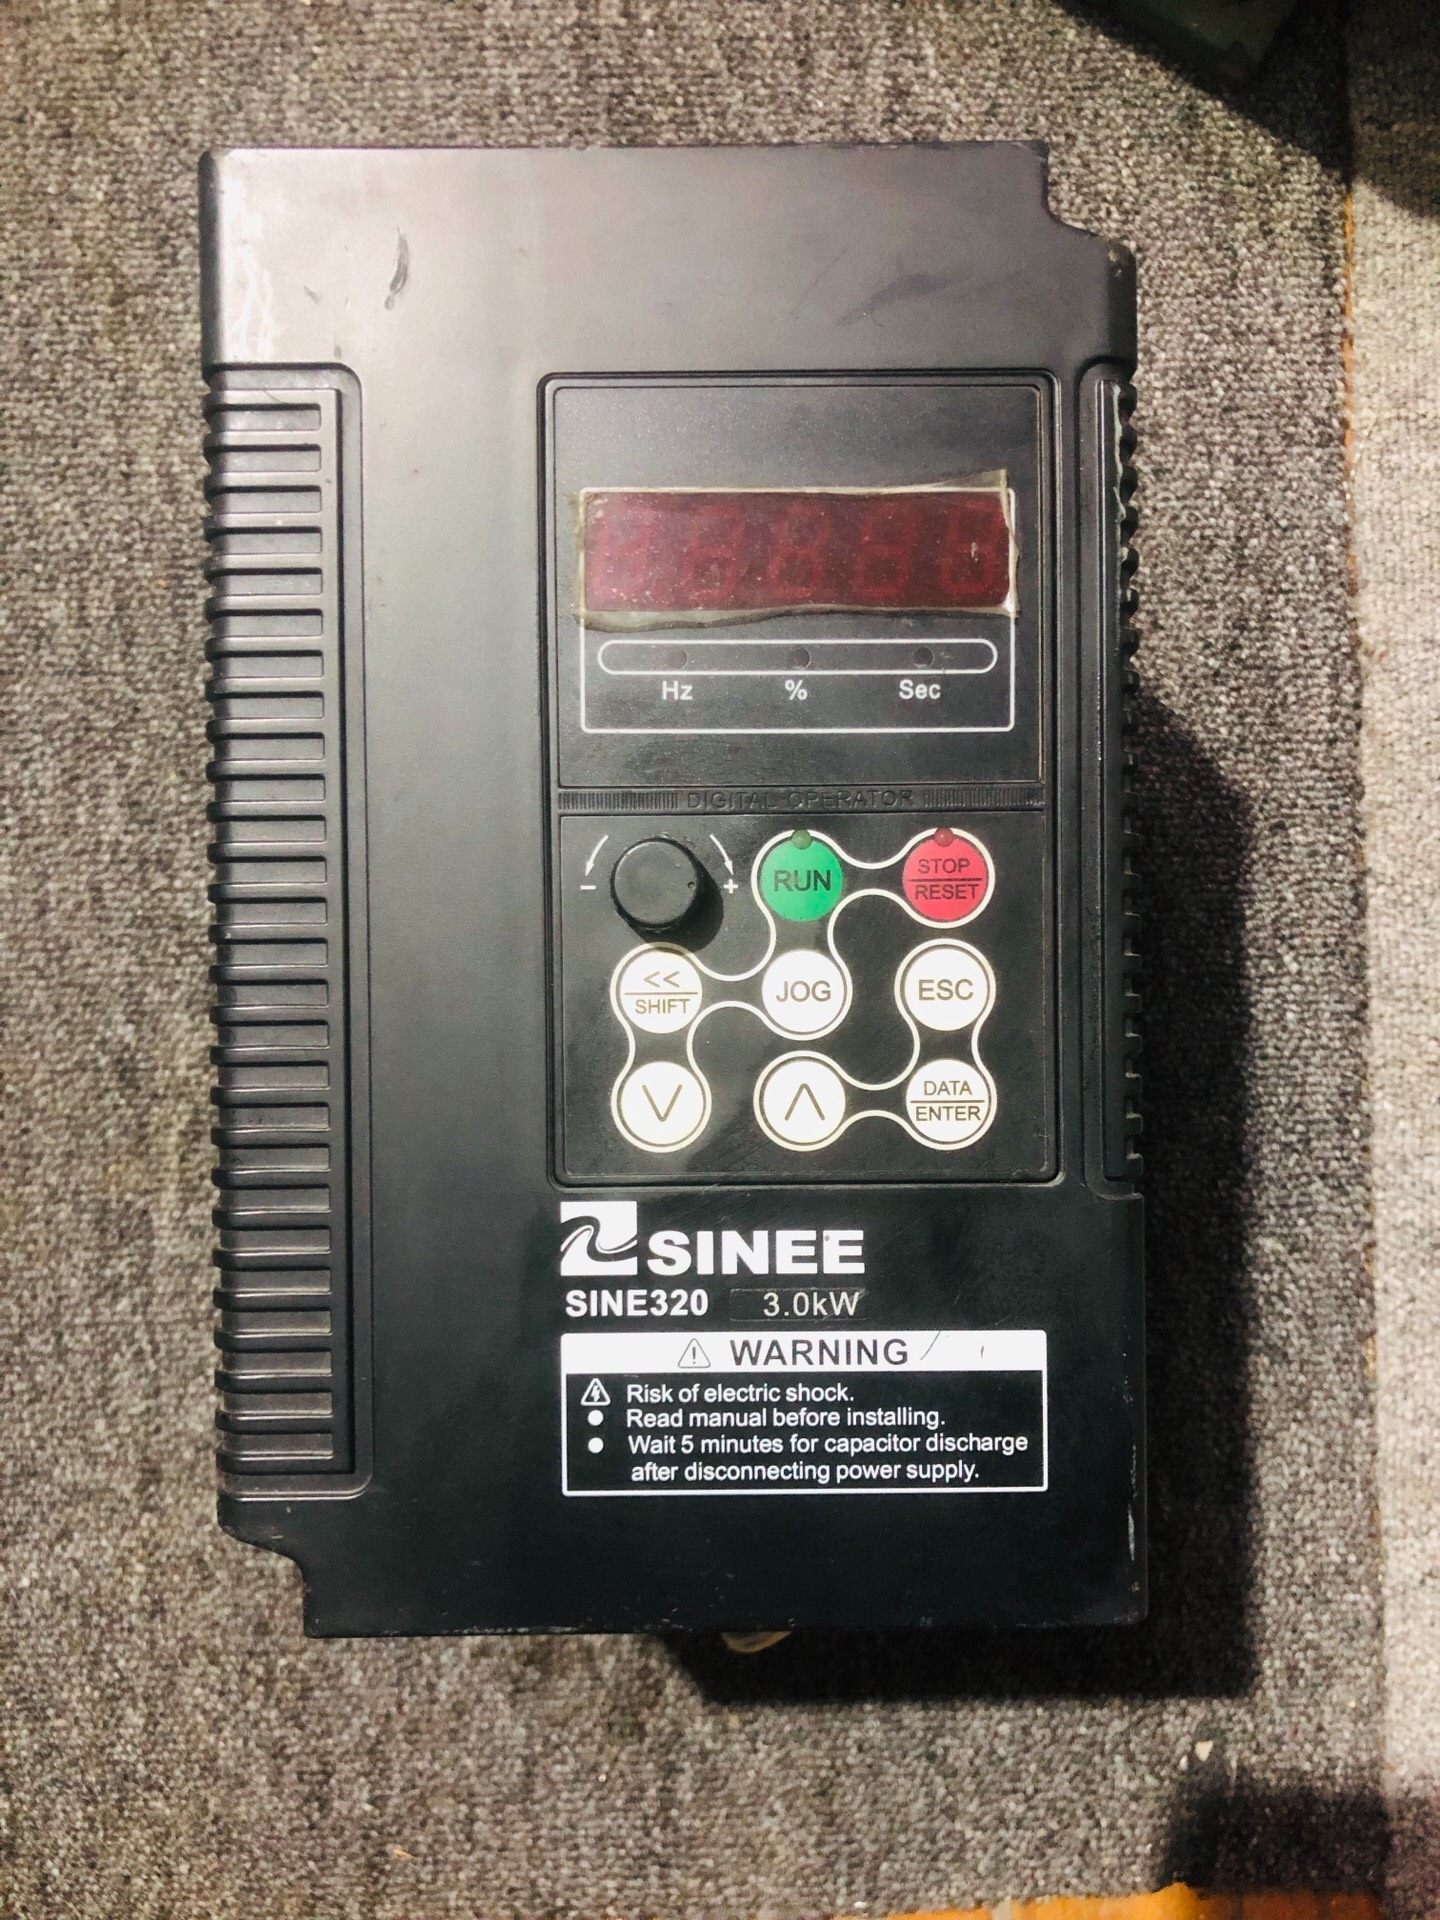 Hz % Sec
DIGITAL OPERATOR
- +
RUN
STOP
RESET
<<
SHIFT
JOG
ESC
DATA
ENTER
SINEE
SINE320 3.0kW
WARNING
Risk of electric shock.
● Read manual before installing.
● Wait 5 minutes for capacitor discharge
after disconnecting power supply.